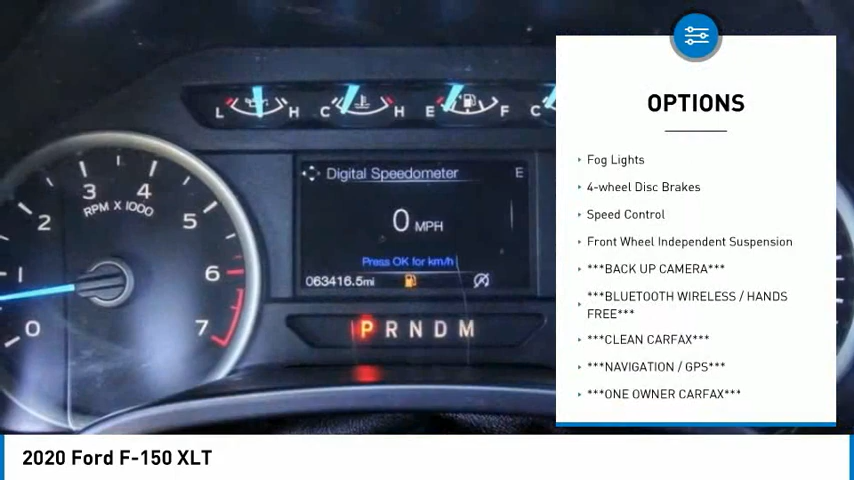 L H C H E F C
Digital Speedometer E
0 MPH
Press OK for km/h
063416.5mi
P R N D M
0 1 2 3 4 5 6 7
RPM X 1000
OPTIONS
Fog Lights
4-wheel Disc Brakes
Speed Control
Front Wheel Independent Suspension
***BACK UP CAMERA***
***BLUETOOTH WIRELESS / HANDS
FREE***
***CLEAN CARFAX***
***NAVIGATION / GPS***
***ONE OWNER CARFAX***
2020 Ford F-150 XLT